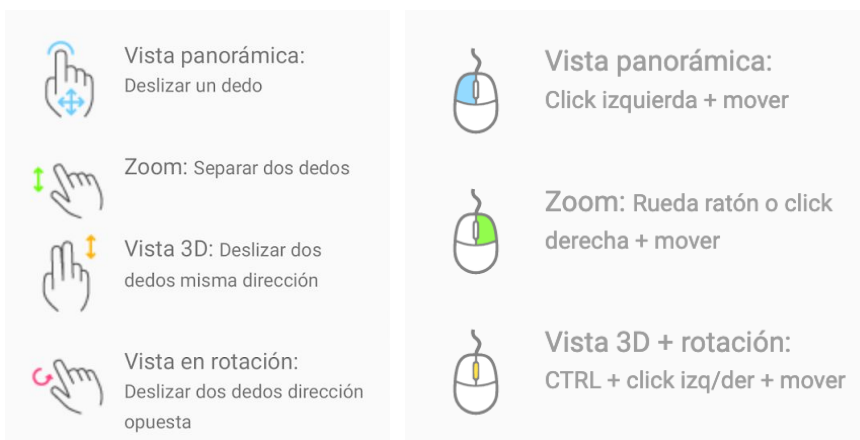 Vista panorámica:
Deslizar un dedo
Zoom: Separar dos dedos
Vista 3D: Deslizar dos
dedos misma dirección
Vista en rotación:
Deslizar dos dedos dirección
opuesta
Vista panorámica:
Click izquierda + mover
Zoom: Rueda ratón o click
derecha + mover
Vista 3D + rotación:
CTRL + click izq/der + mover